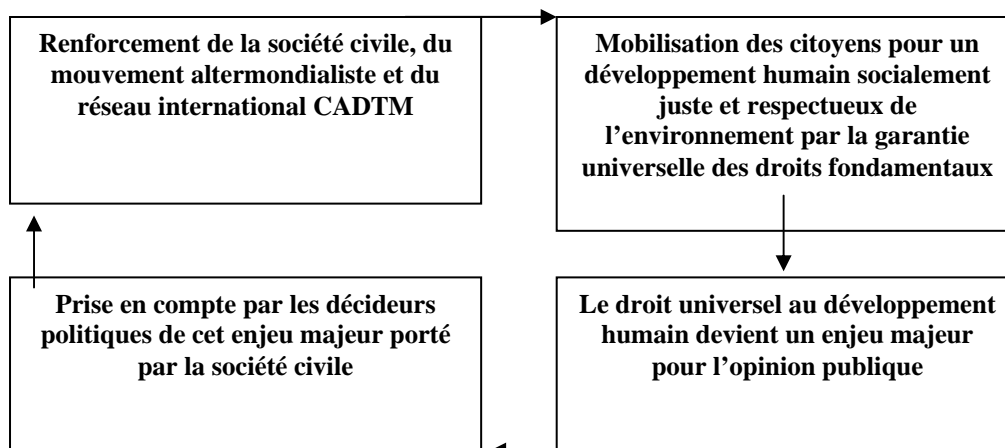 Renforcement de la société civile, du
mouvement altermondialiste et du
réseau international CADTM
Mobilisation des citoyens pour un
développement humain socialement
juste et respectueux de
l’environnement par la garantie
universelle des droits fondamentaux
Prise en compte par les décideurs
politiques de cet enjeu majeur porté
par la société civile
Le droit universel au développement
humain devient un enjeu majeur
pour l’opinion publique